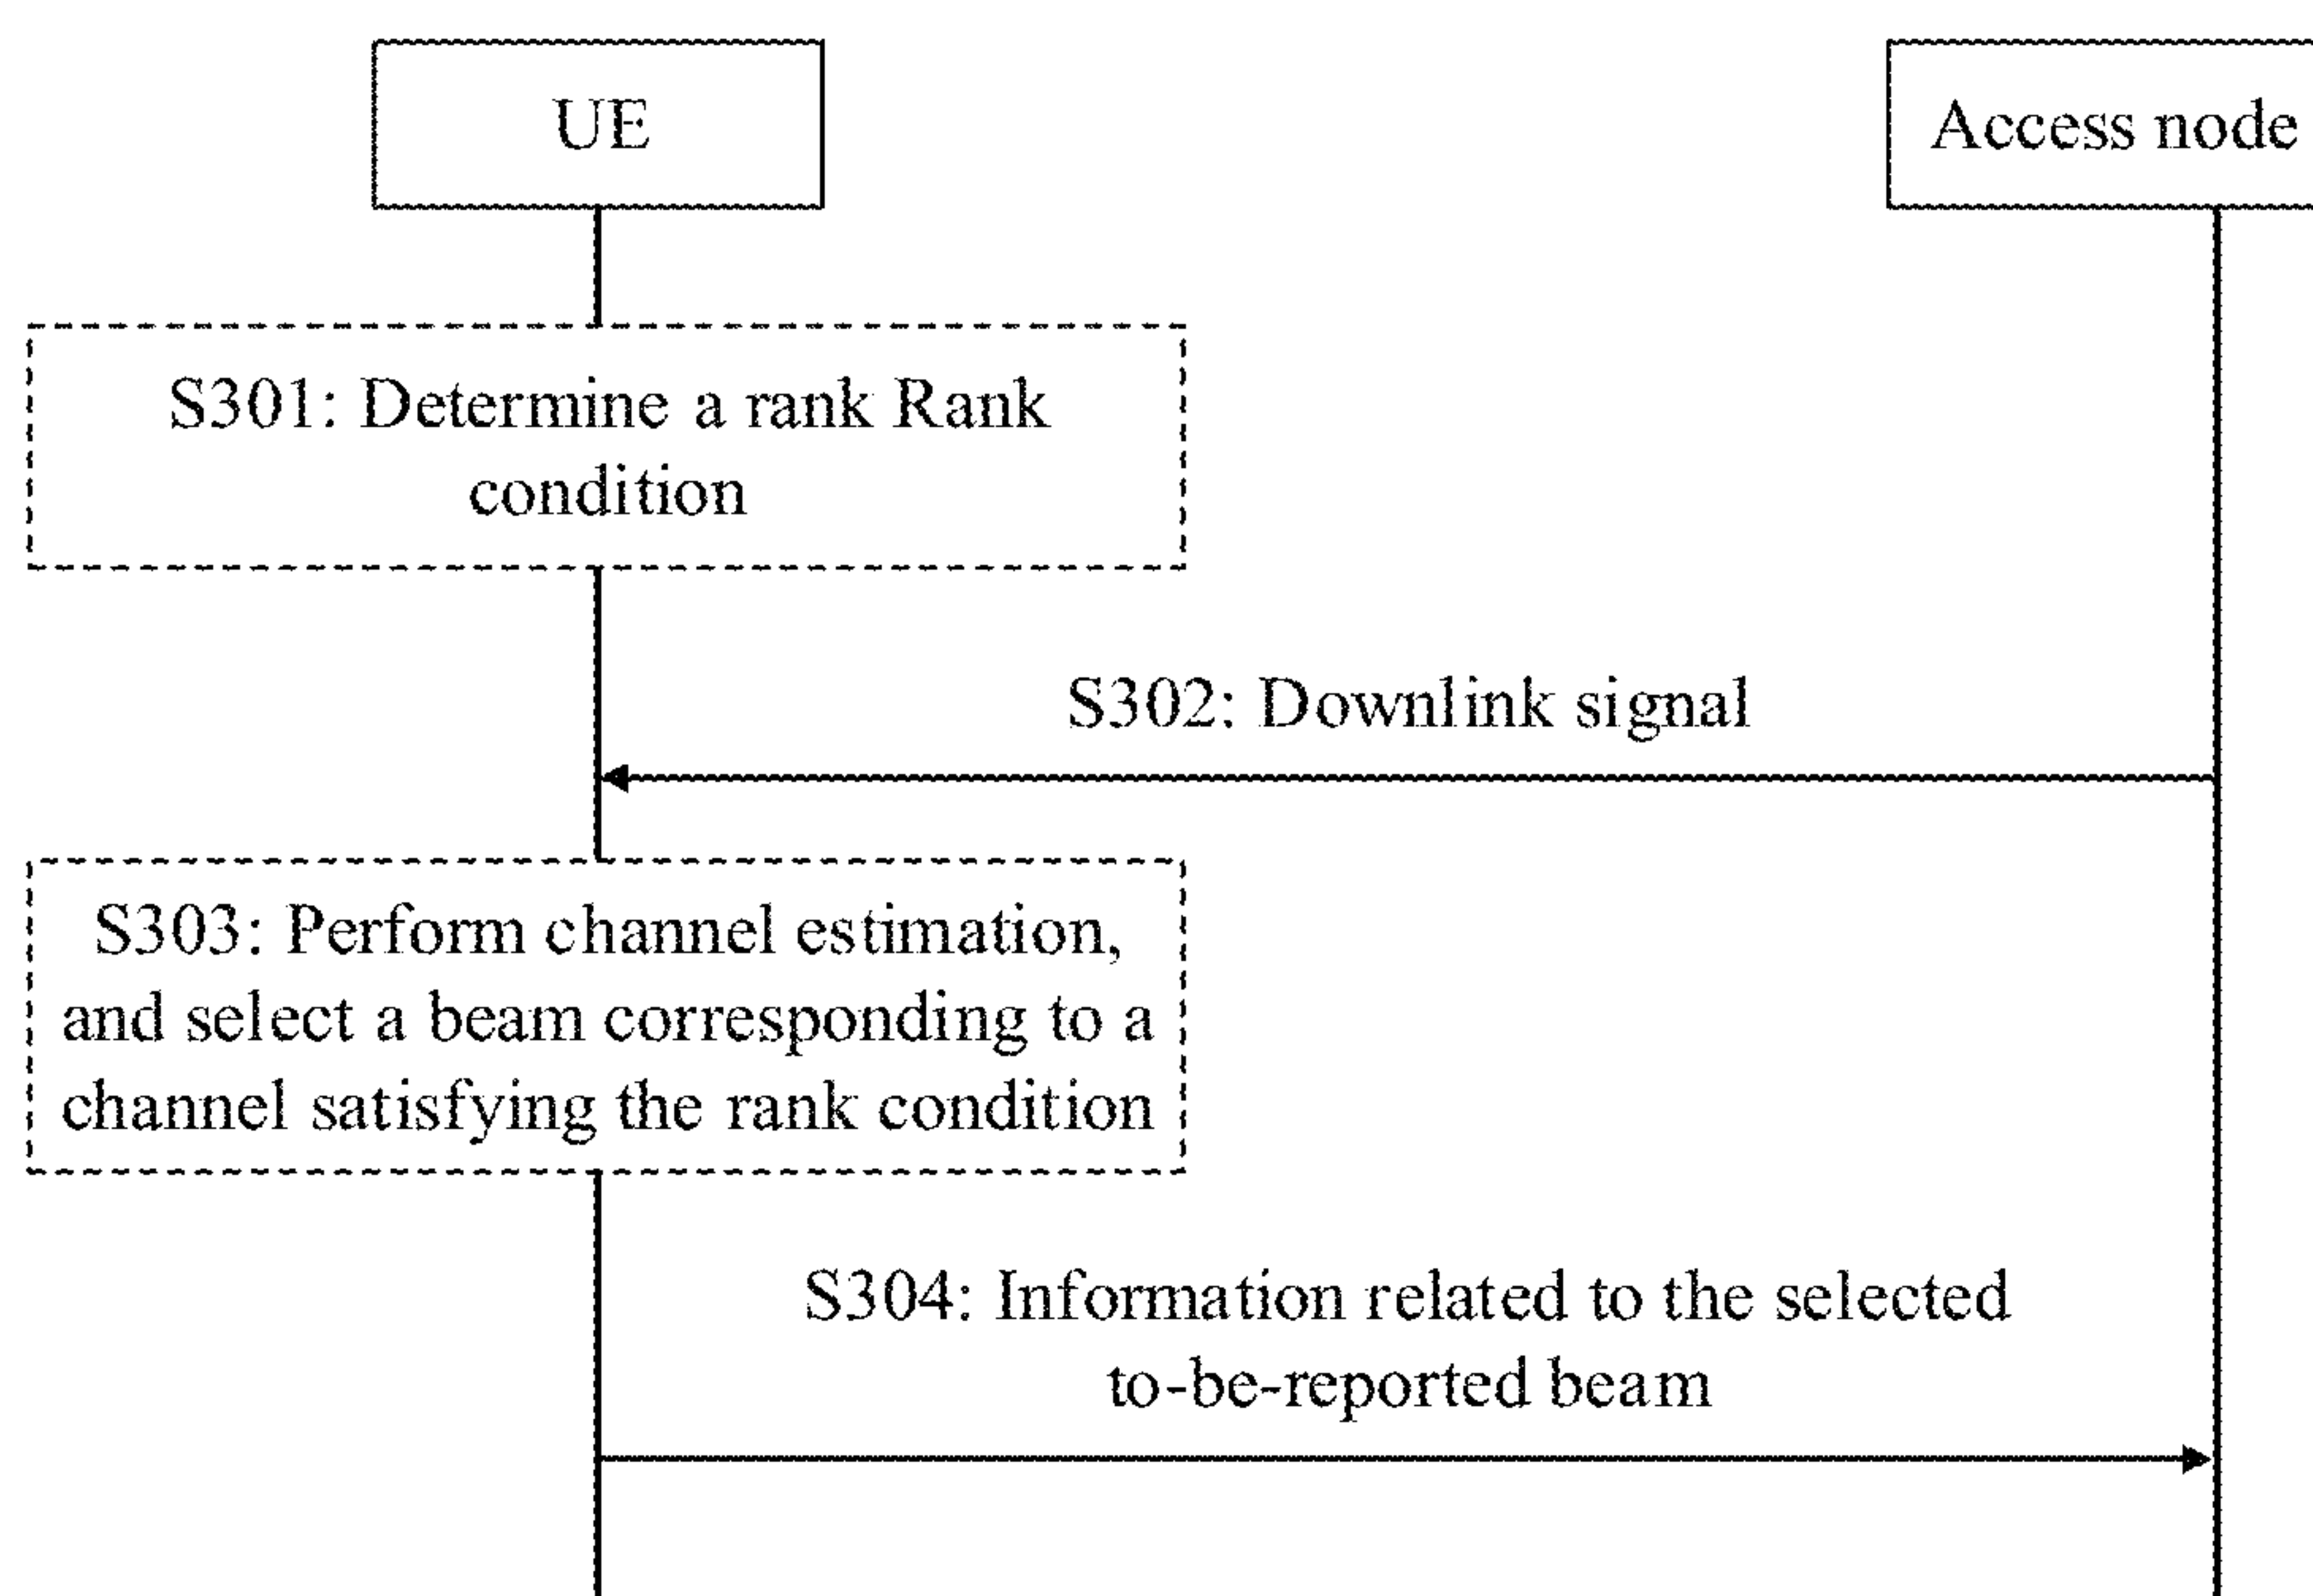 UE
Access node
S301: Determine a rank Rank
condition
S302: Downlink signal
S303: Perform channel estimation,
and select a beam corresponding to a
channel satisfying the rank condition
S304: Information related to the selected
to-be-reported beam